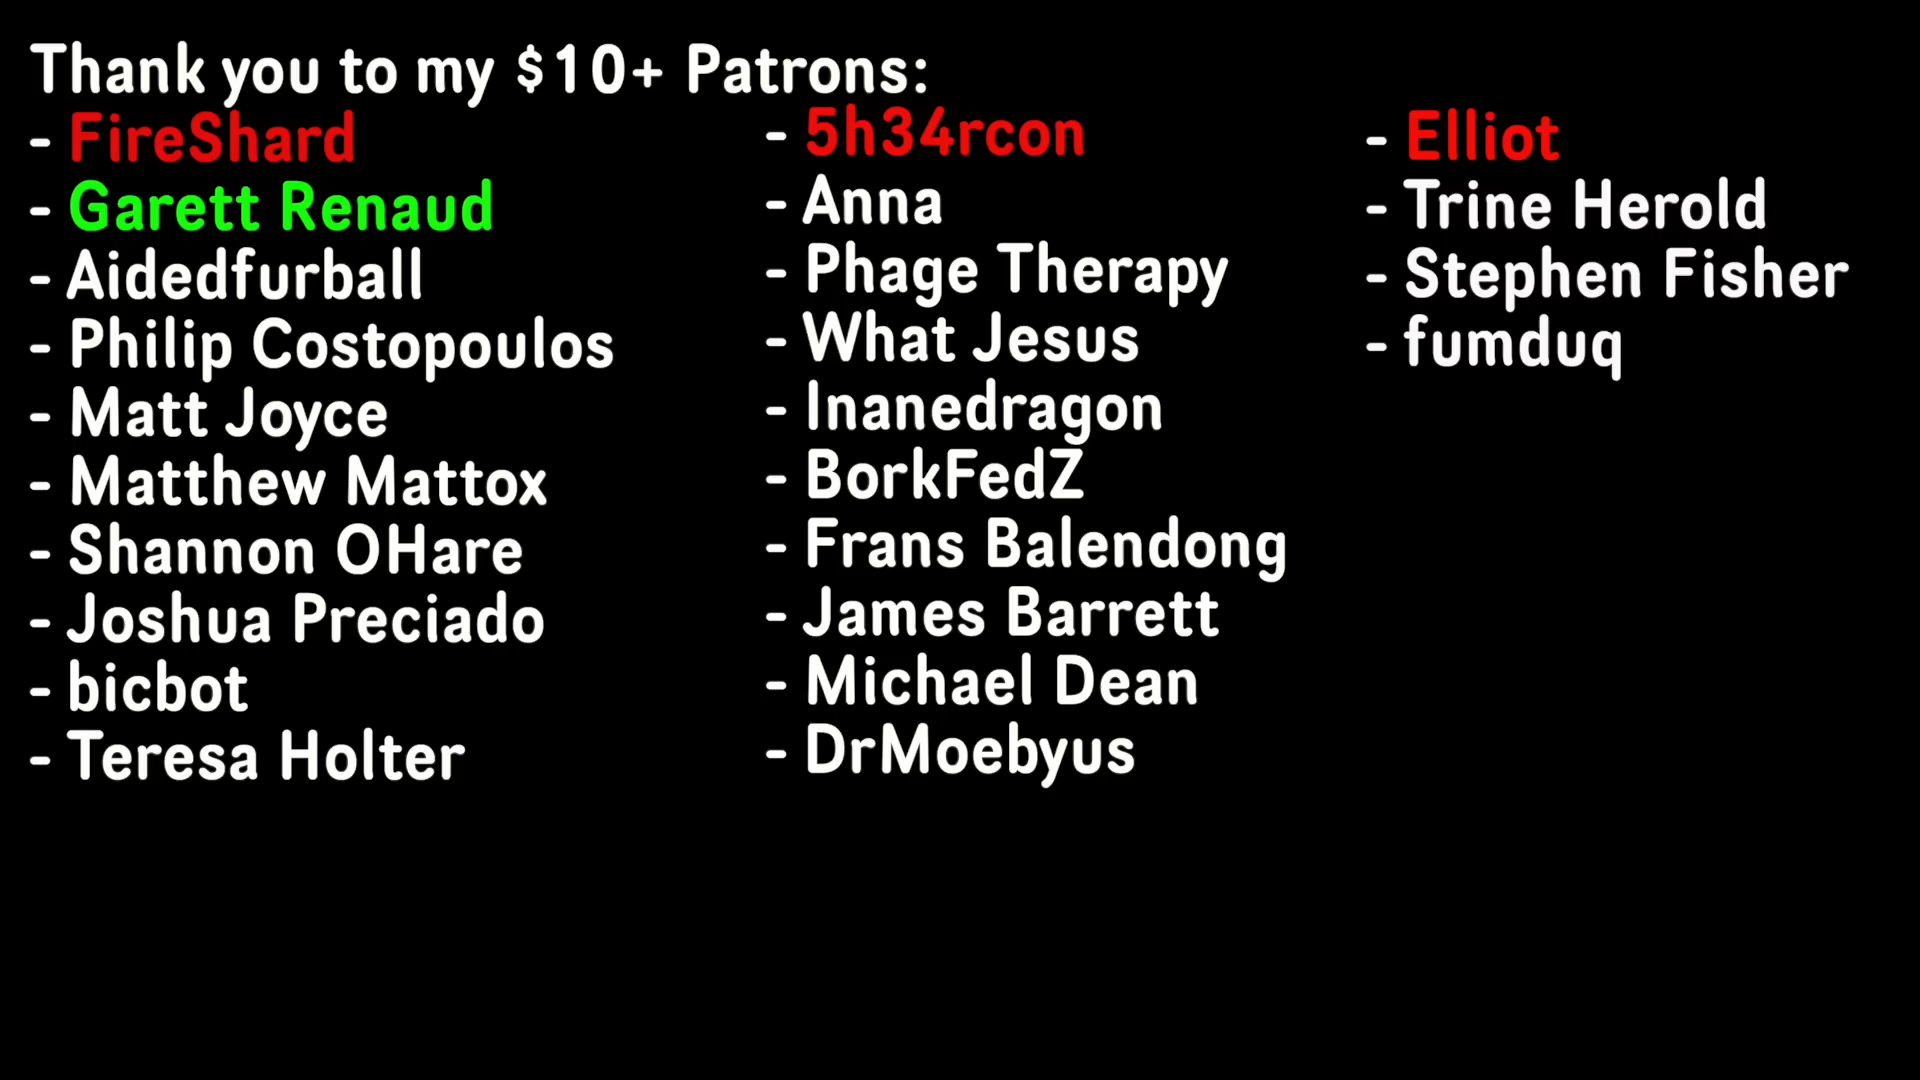 Thank you to my $10+ Patrons:
- FireShard
- Garett Renaud
- Aidedfurball
- Philip Costopoulos
- Matt Joyce
- Matthew Mattox
- Shannon OHare
- Joshua Preciado
- bicbot
- Teresa Holter
- 5h34rcon
- Anna
- Phage Therapy
- What Jesus
- Inanedragon
- BorkFedZ
- Frans Balendong
- James Barrett
- Michael Dean
- DrMoebyus
- Elliot
- Trine Herold
- Stephen Fisher
- fumduq